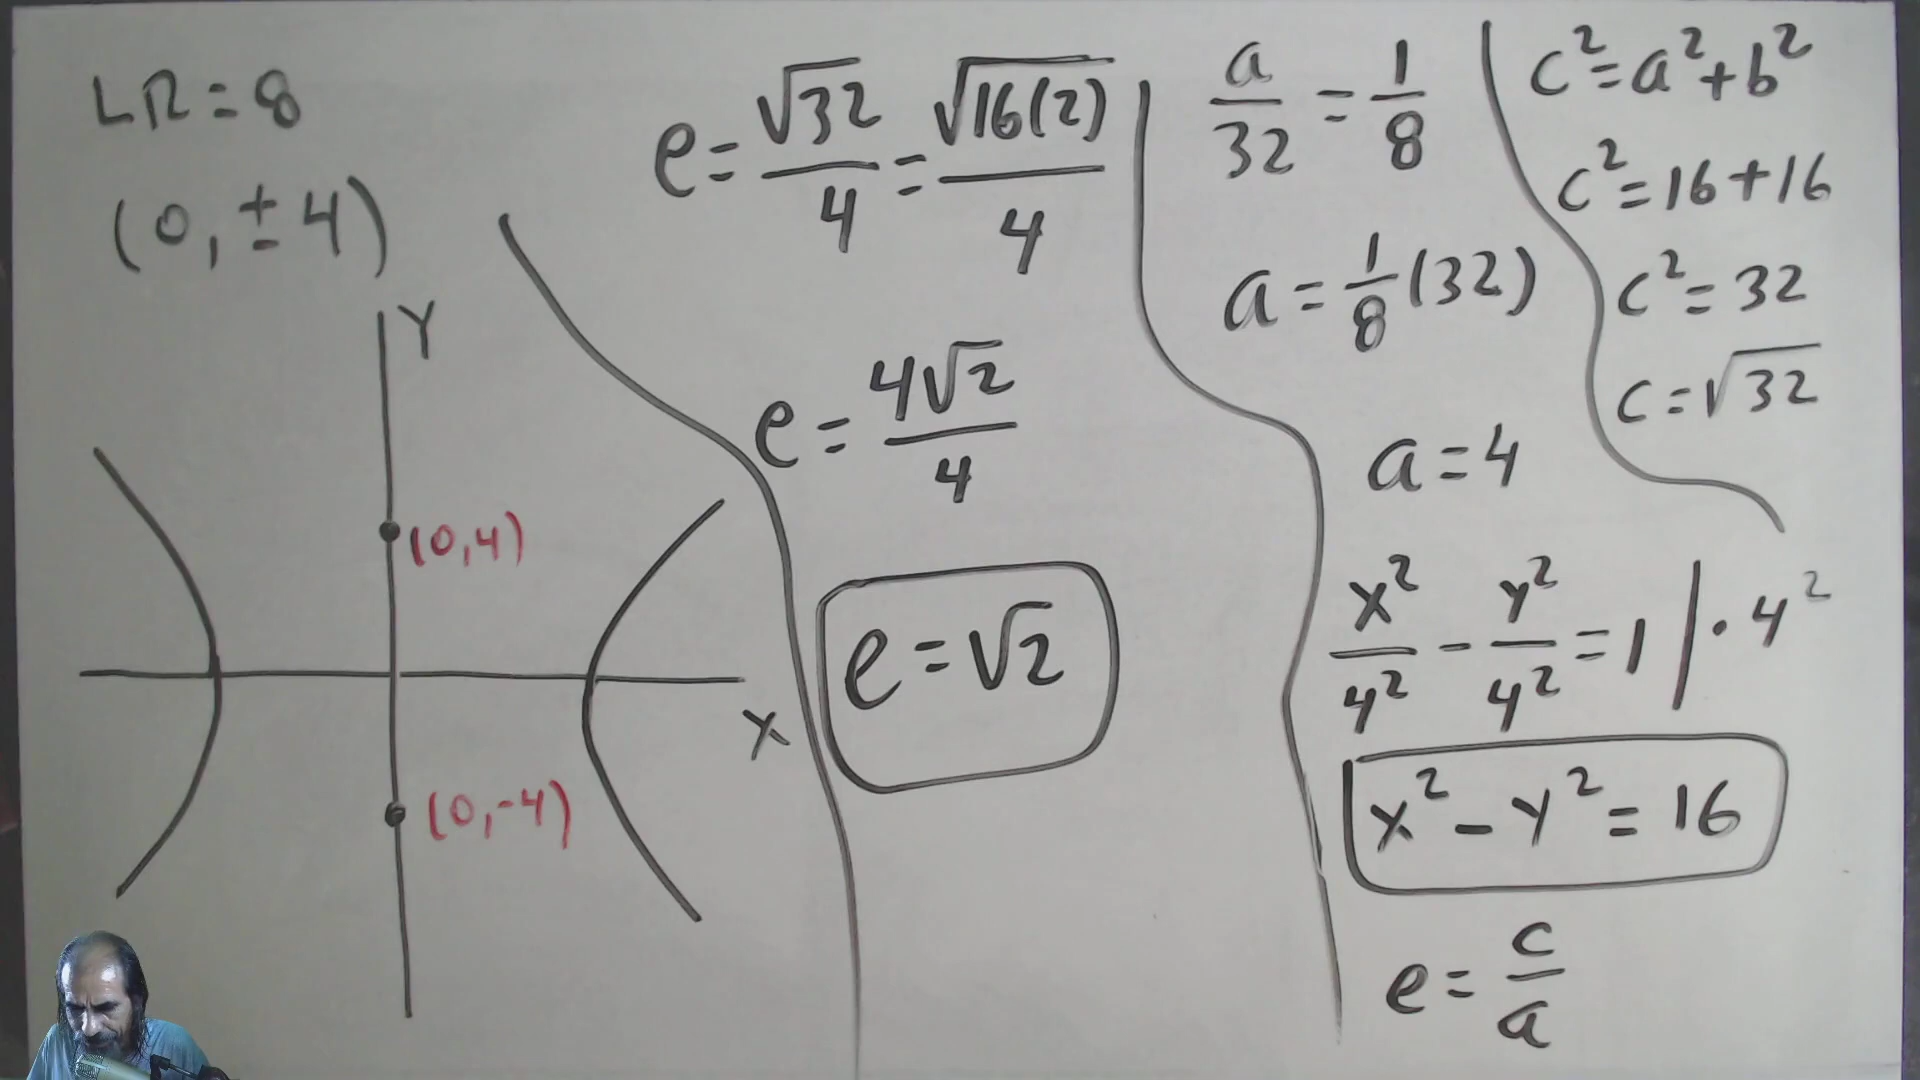 LR = 8
(0, ± 4)
Y
(0,4)
X
(0,-4)
e = √32/4 = √16(2)/4
e = 4√2/4
e = √2
a/32 = 1/8
a = 1/8 (32)
a = 4
x²/4² - y²/4² = 1 | · 4²
x² - y² = 16
e = c/a
c² = a² + b²
c² = 16 + 16
c² = 32
c = √32